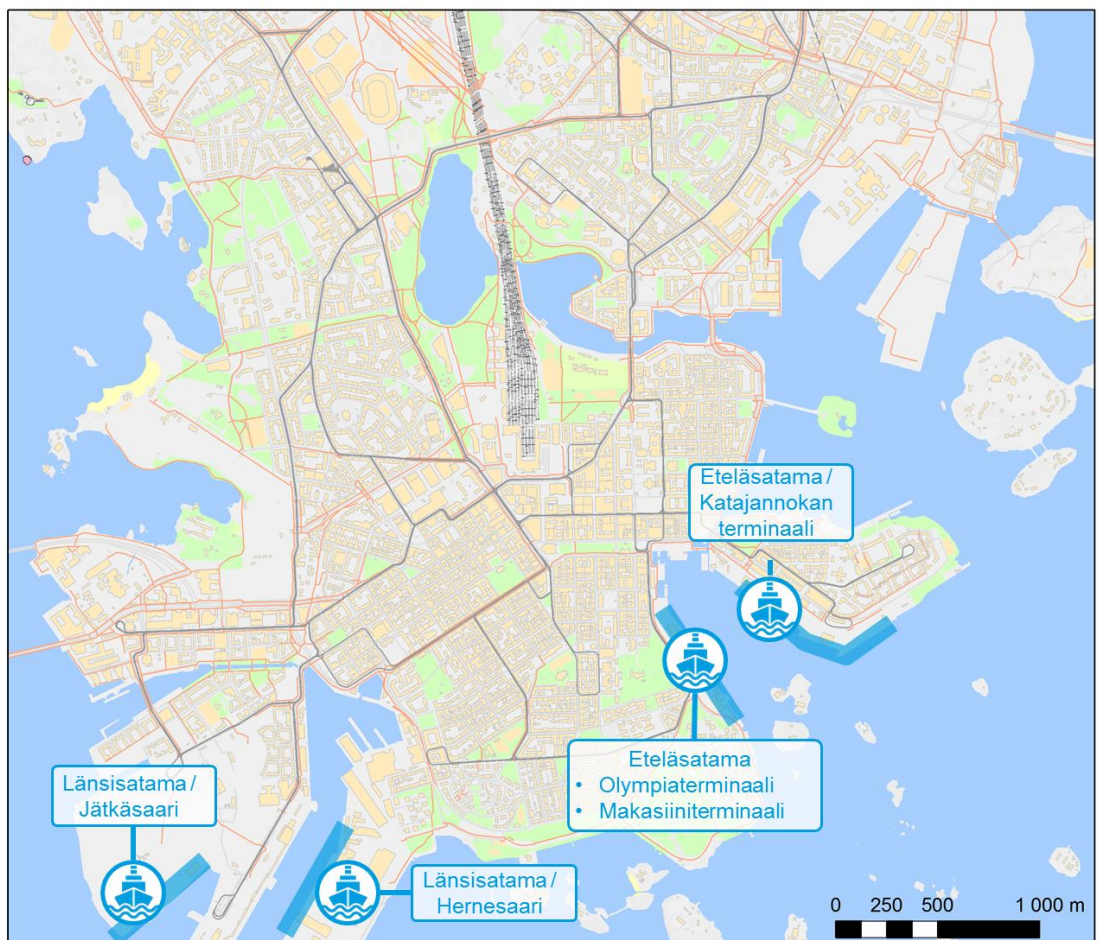 Eteläsatama /
Katajannokan
terminaali
Eteläsatama
• Olympiaterminaali
• Makasiiniterminaali
Länsisatama /
Jätkäsaari
Länsisatama /
Hernesaari
0 250 500 1 000 m